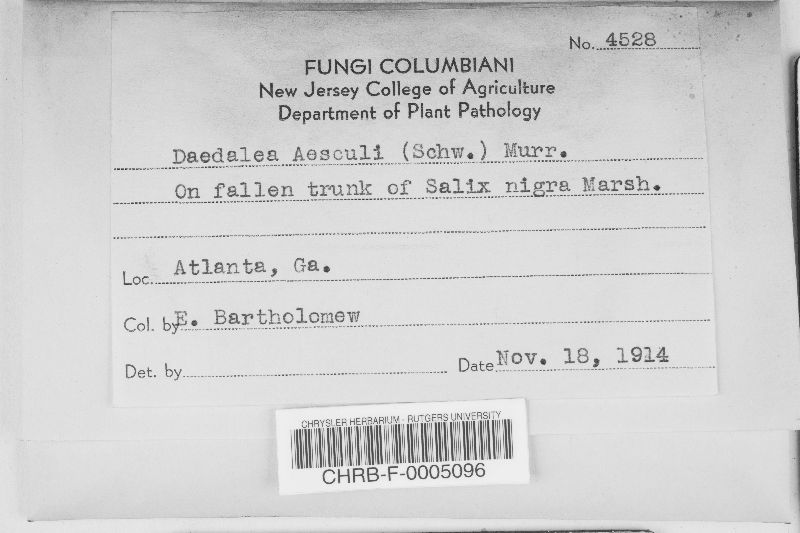 No. 4528
FUNGI COLUMBIANI
New Jersey College of Agriculture
Department of Plant Pathology
Daedalea Aesculi (Schw.) Murr.
On fallen trunk of Salix nigra Marsh.
Loc. Atlanta, Ga.
Col. by E. Bartholomew
Det. by
Date Nov. 18, 1914
CHRYSLER HERBARIUM - RUTGERS UNIVERSITY
CHRB-F-0005096